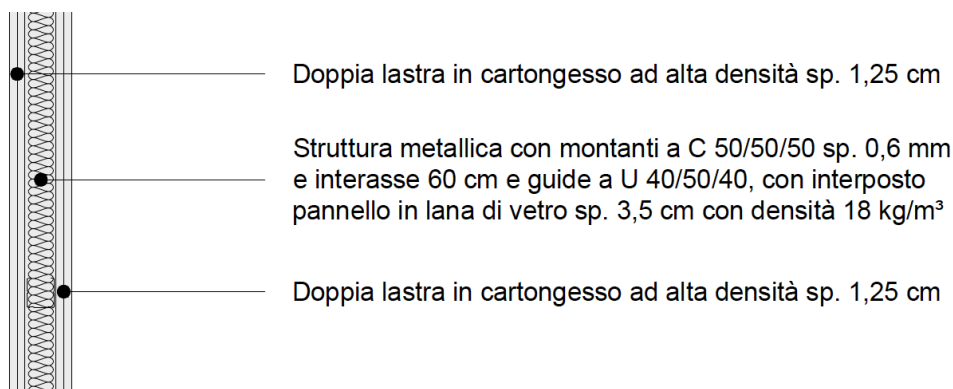 Doppia lastra in cartongesso ad alta densità sp. 1,25 cm
Struttura metallica con montanti a C 50/50/50 sp. 0,6 mm
e interasse 60 cm e guide a U 40/50/40, con interposto
pannello in lana di vetro sp. 3,5 cm con densità 18 kg/m³
Doppia lastra in cartongesso ad alta densità sp. 1,25 cm